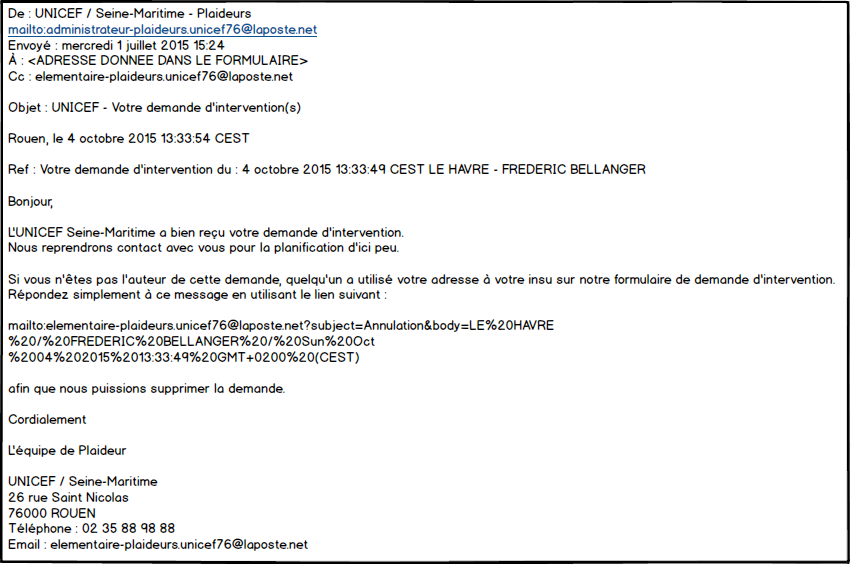 De : UNICEF / Seine-Maritime - Plaideurs
mailto:administrateur-plaideurs.unicef76@laposte.net
Envoyé : mercredi 1 juillet 2015 15:24
À : <ADRESSE DONNEE DANS LE FORMULAIRE>
Cc : elementaire-plaideurs.unicef76@laposte.net
Objet : UNICEF - Votre demande d'intervention(s)
Rouen, le 4 octobre 2015 13:33:54 CEST
Ref : Votre demande d'intervention du : 4 octobre 2015 13:33:49 CEST LE HAVRE - FREDERIC BELLANGER
Bonjour,
L'UNICEF Seine-Maritime a bien reçu votre demande d'intervention.
Nous reprendrons contact avec vous pour la planification d'ici peu.
Si vous n'êtes pas l'auteur de cette demande, quelqu'un a utilisé votre adresse à votre insu sur notre formulaire de demande d'intervention.
Répondez simplement à ce message en utilisant le lien suivant :
mailto:elementaire-plaideurs.unicef76@laposte.net?subject=Annulation&body=LE%20HAVRE
%20/%20FREDERIC%20BELLANGER%20/%20Sun%20Oct
%2004%202015%2013:33:49%20GMT+0200%20(CEST)
afin que nous puissions supprimer la demande.
Cordialement
L'équipe de Plaideur
UNICEF / Seine-Maritime
26 rue Saint Nicolas
76000 ROUEN
Téléphone : 02 35 88 98 88
Email : elementaire-plaideurs.unicef76@laposte.net